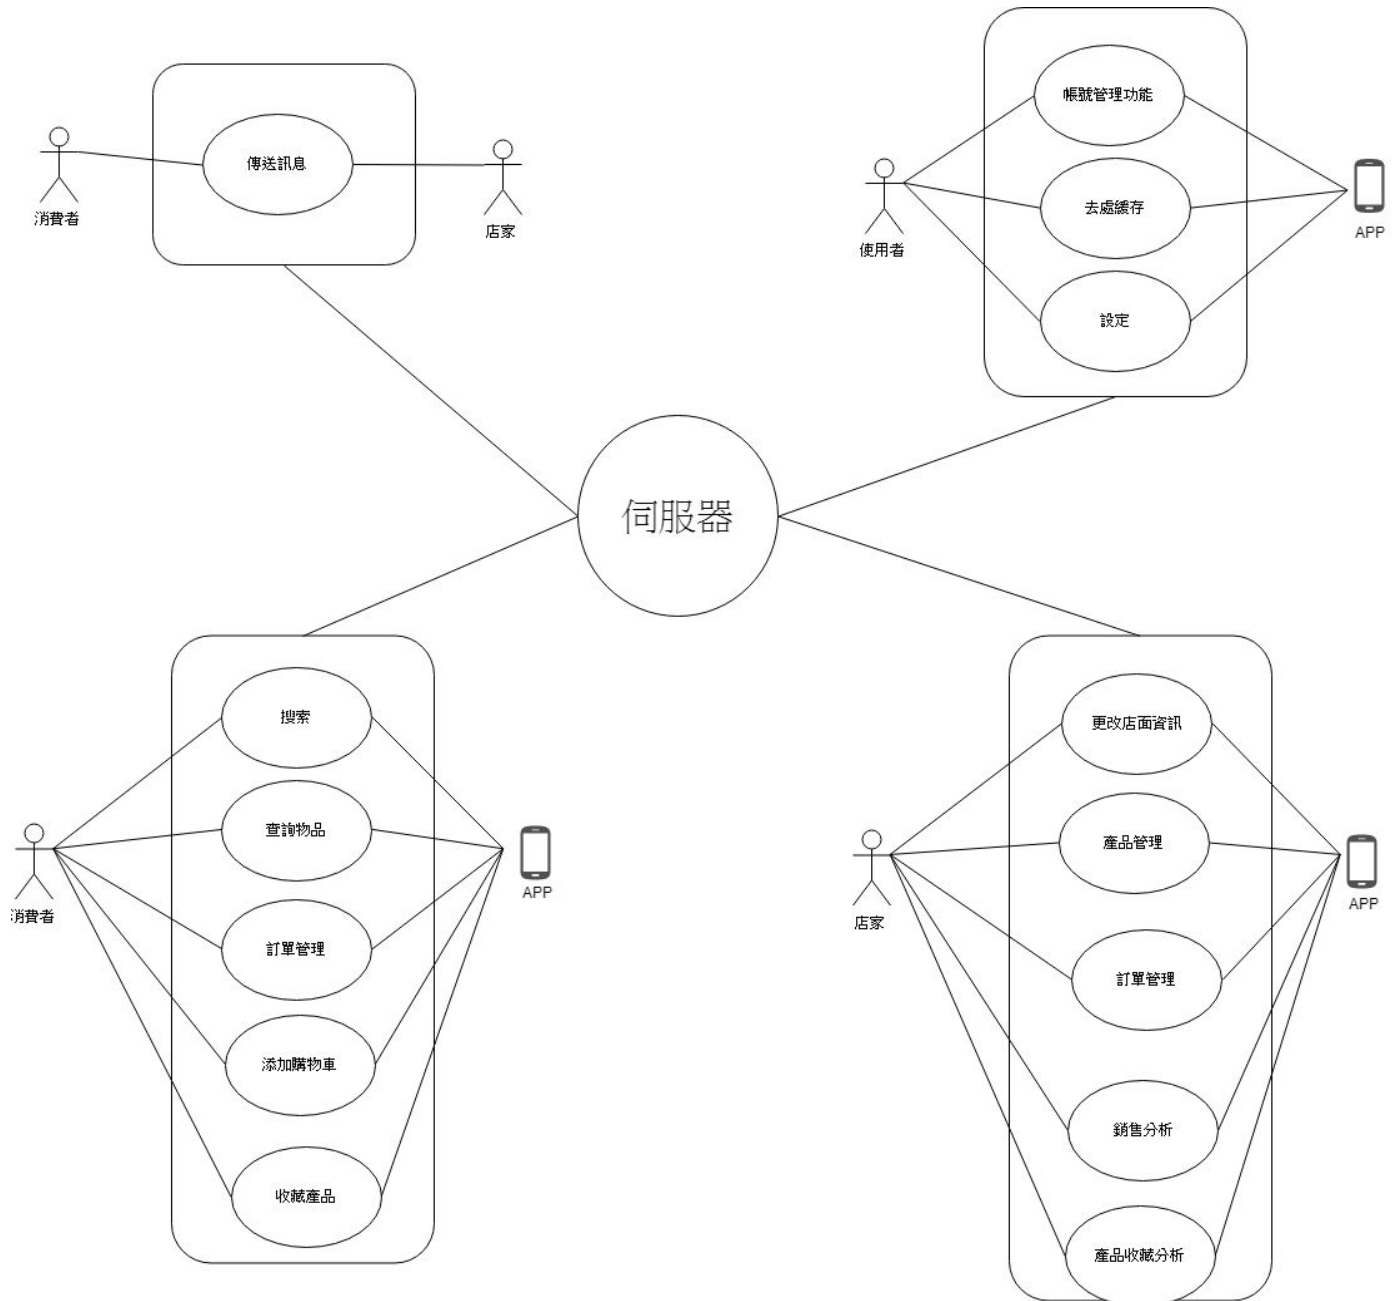 傳送訊息
消費者
店家
帳號管理功能
去處緩存
設定
使用者
APP
伺服器
搜索
查詢物品
訂單管理
添加購物車
收藏產品
消費者
APP
更改店面資訊
產品管理
訂單管理
銷售分析
產品收藏分析
店家
APP